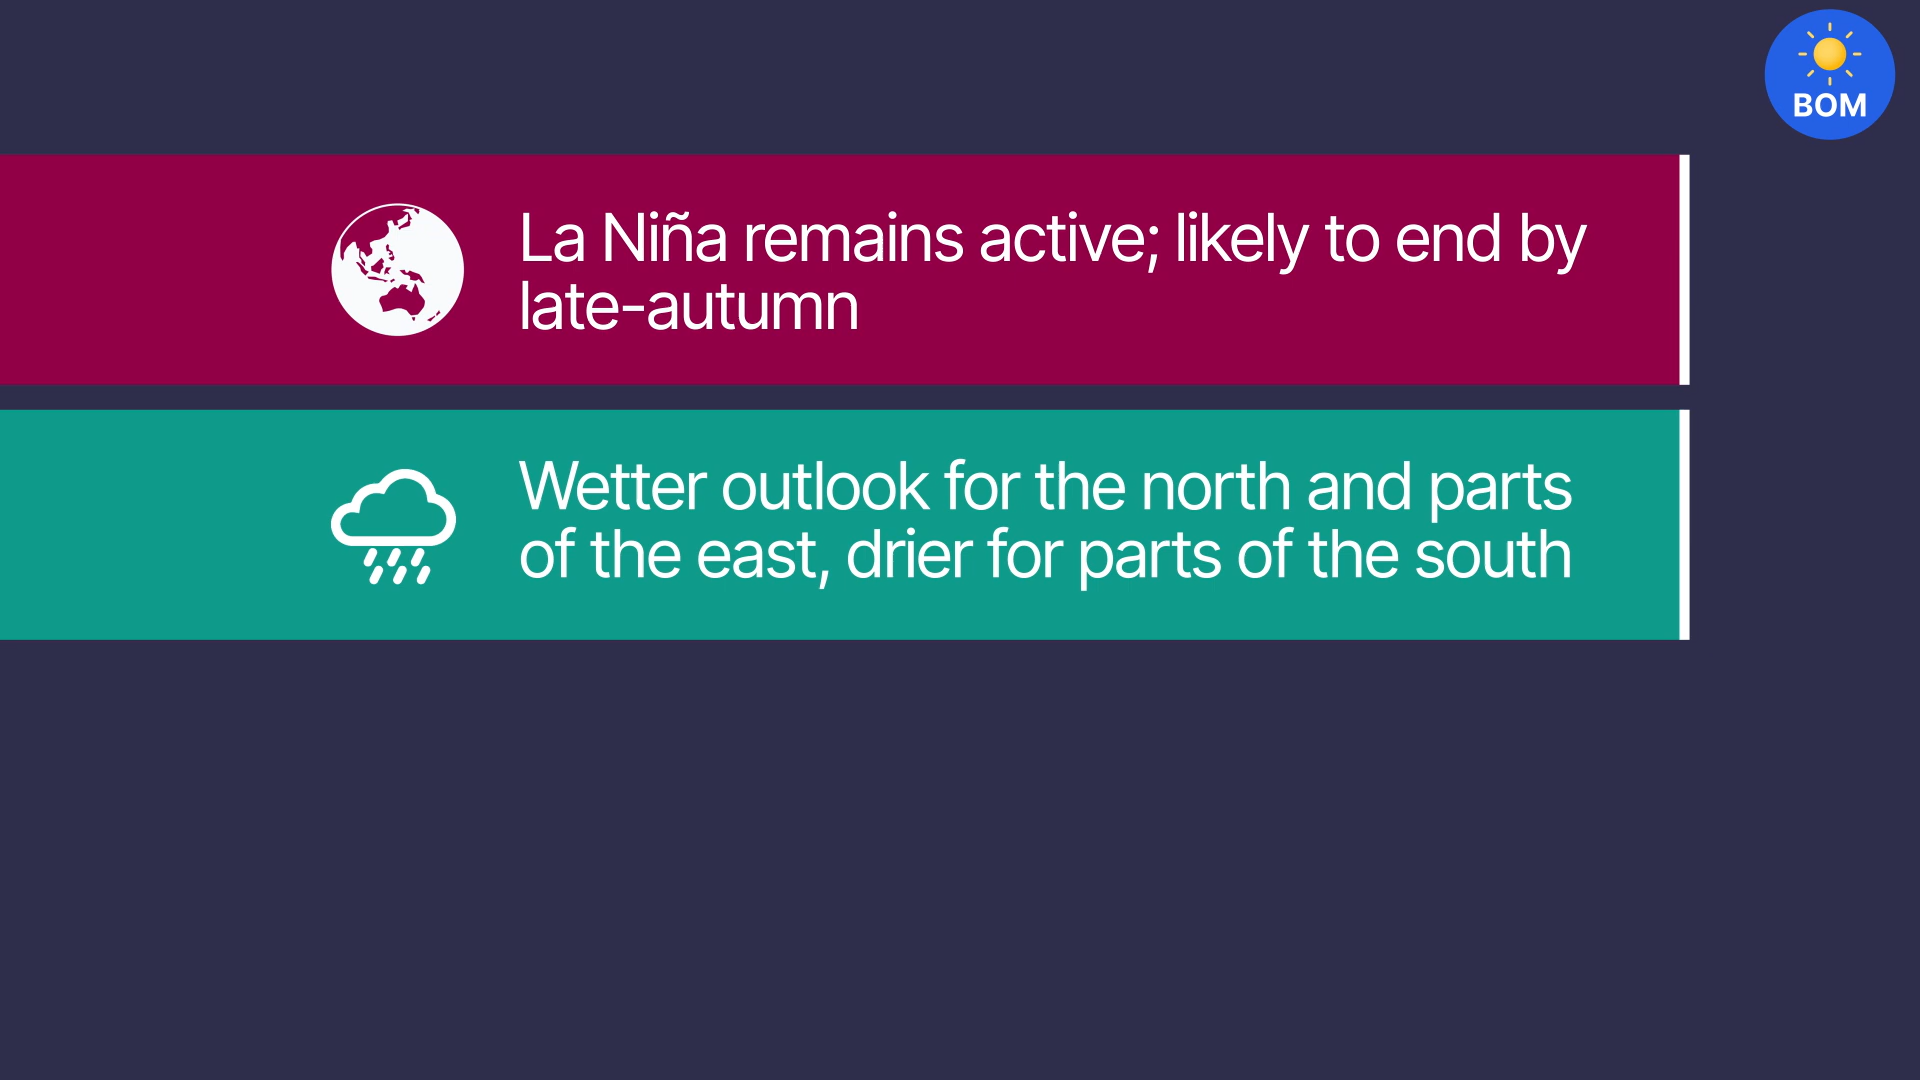 BOM
La Niña remains active; likely to end by
late-autumn
Wetter outlook for the north and parts
of the east, drier for parts of the south